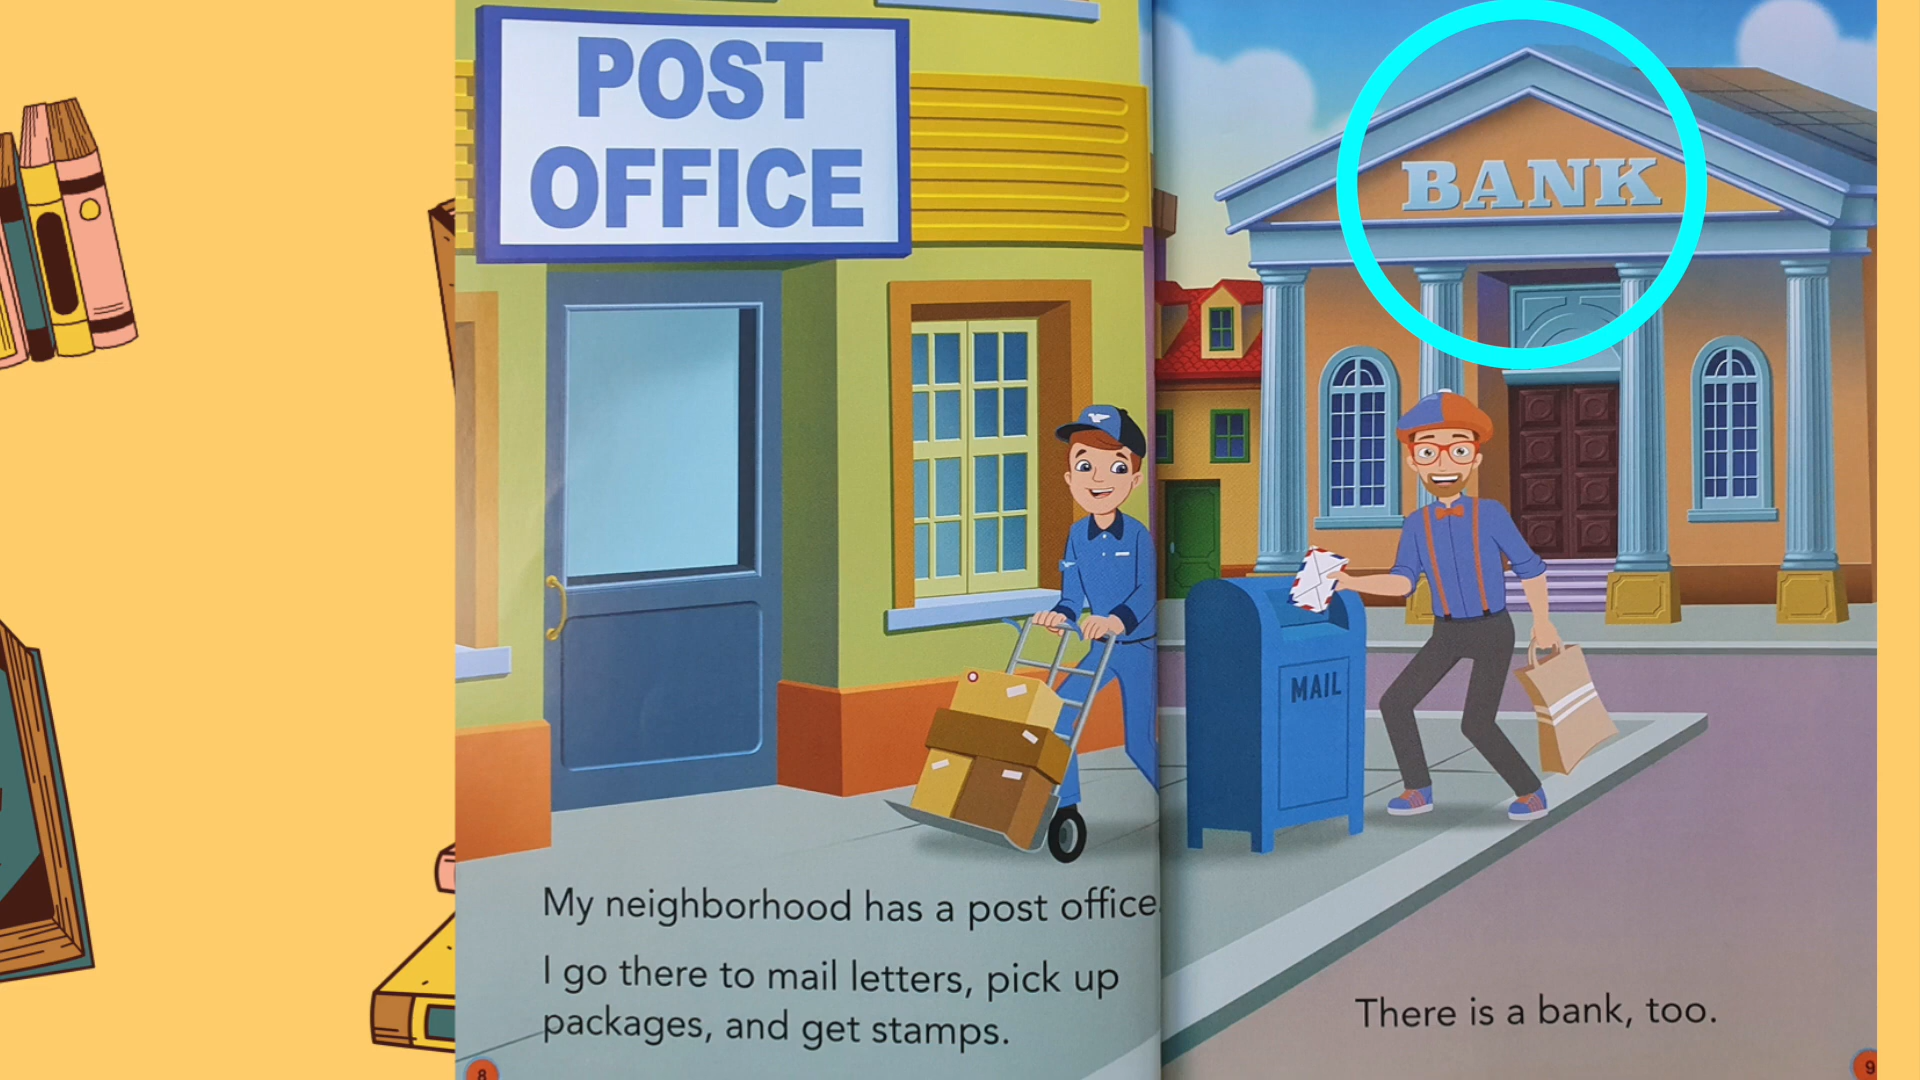 POST
OFFICE
BANK
MAIL
My neighborhood has a post office.
I go there to mail letters, pick up
packages, and get stamps.
There is a bank, too.
8
9